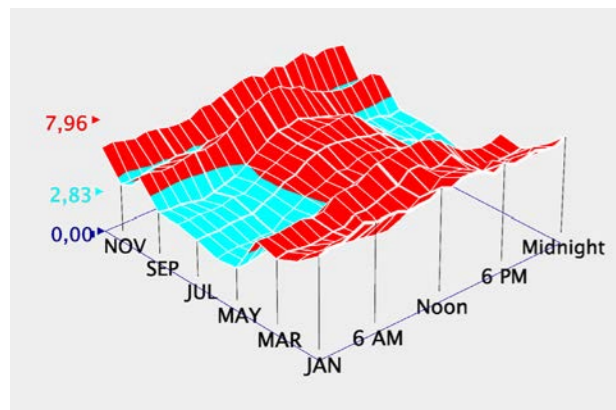 7,96
2,83
0,00
NOV
SEP
JUL
MAY
MAR
JAN
6 AM
Noon
6 PM
Midnight